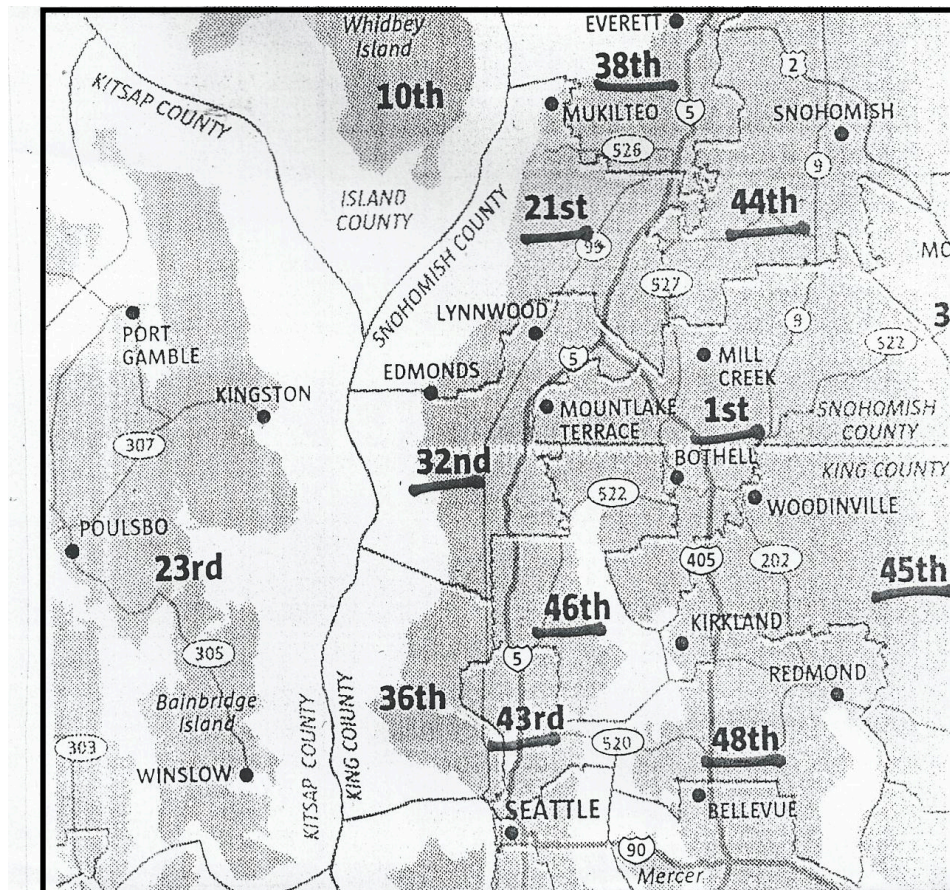 Whidbey
Island
EVERETT
38th
2
10th
KITSAP COUNTY
MUKILTEO
5
SNOHOMISH
526
9
ISLAND
COUNTY
21st
44th
99
SNOHOMISH COUNTY
527
PORT
GAMBLE
LYNNWOOD
9
5
522
MILL
CREEK
EDMONDS
KINGSTON
MOUNTLAKE
TERRACE
1st
SNOHOMISH
COUNTY
307
32nd
BOTHELL
KING COUNTY
522
WOODINVILLE
POULSBO
23rd
405
202
45th
46th
KIRKLAND
305
5
REDMOND
Bainbridge
Island
36th
43rd
KITSAP COUNTY
KING COUNTY
303
520
48th
WINSLOW
SEATTLE
BELLEVUE
90
Mercer